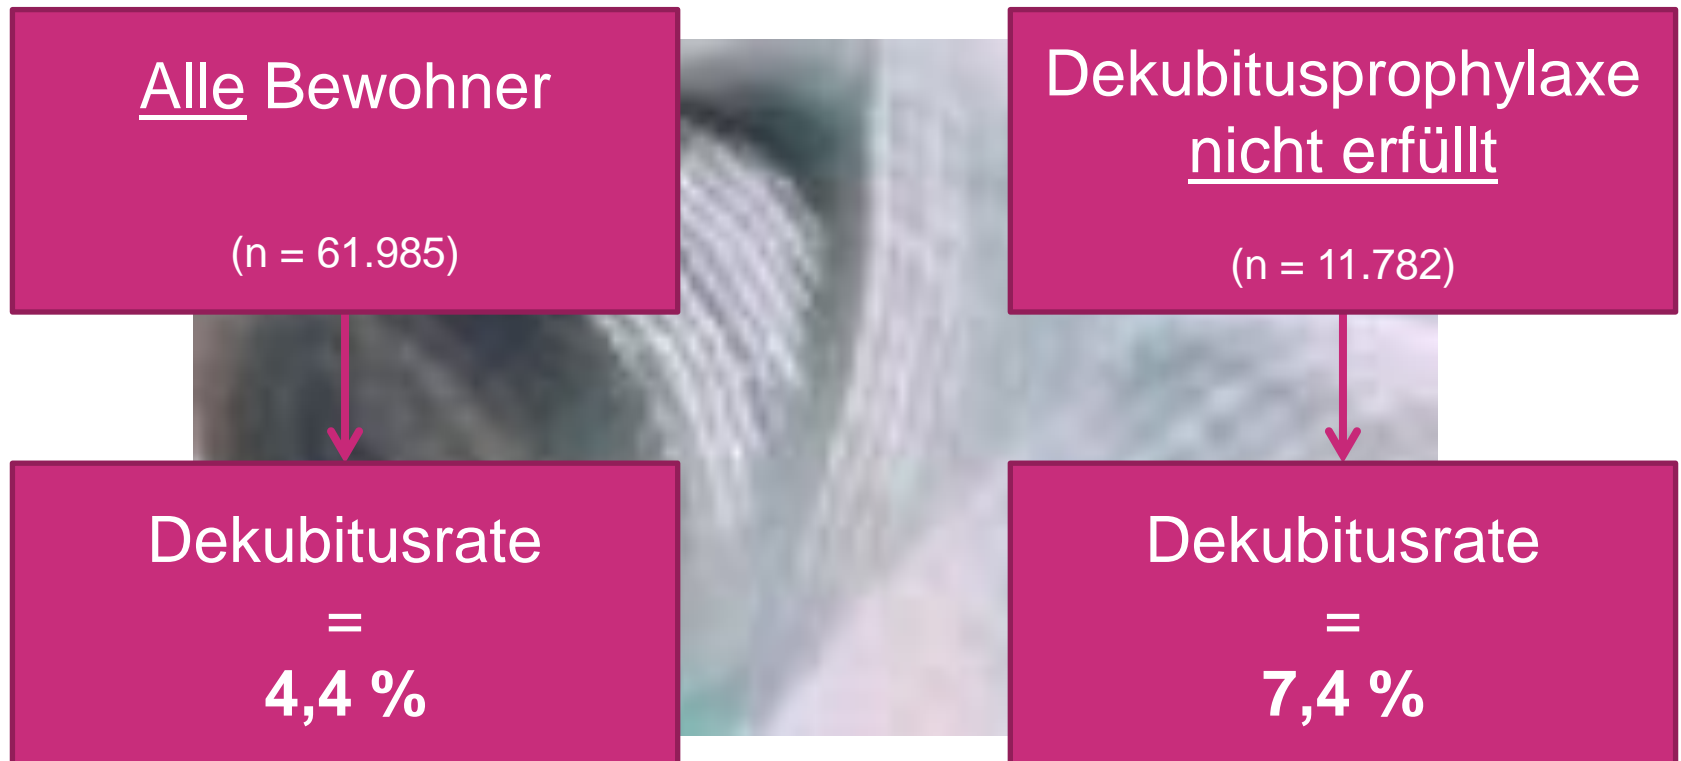 Alle Bewohner
(n = 61.985)
Dekubitusrate
=
4,4 %
Dekubitusprophylaxe
nicht erfüllt
(n = 11.782)
Dekubitusrate
=
7,4 %